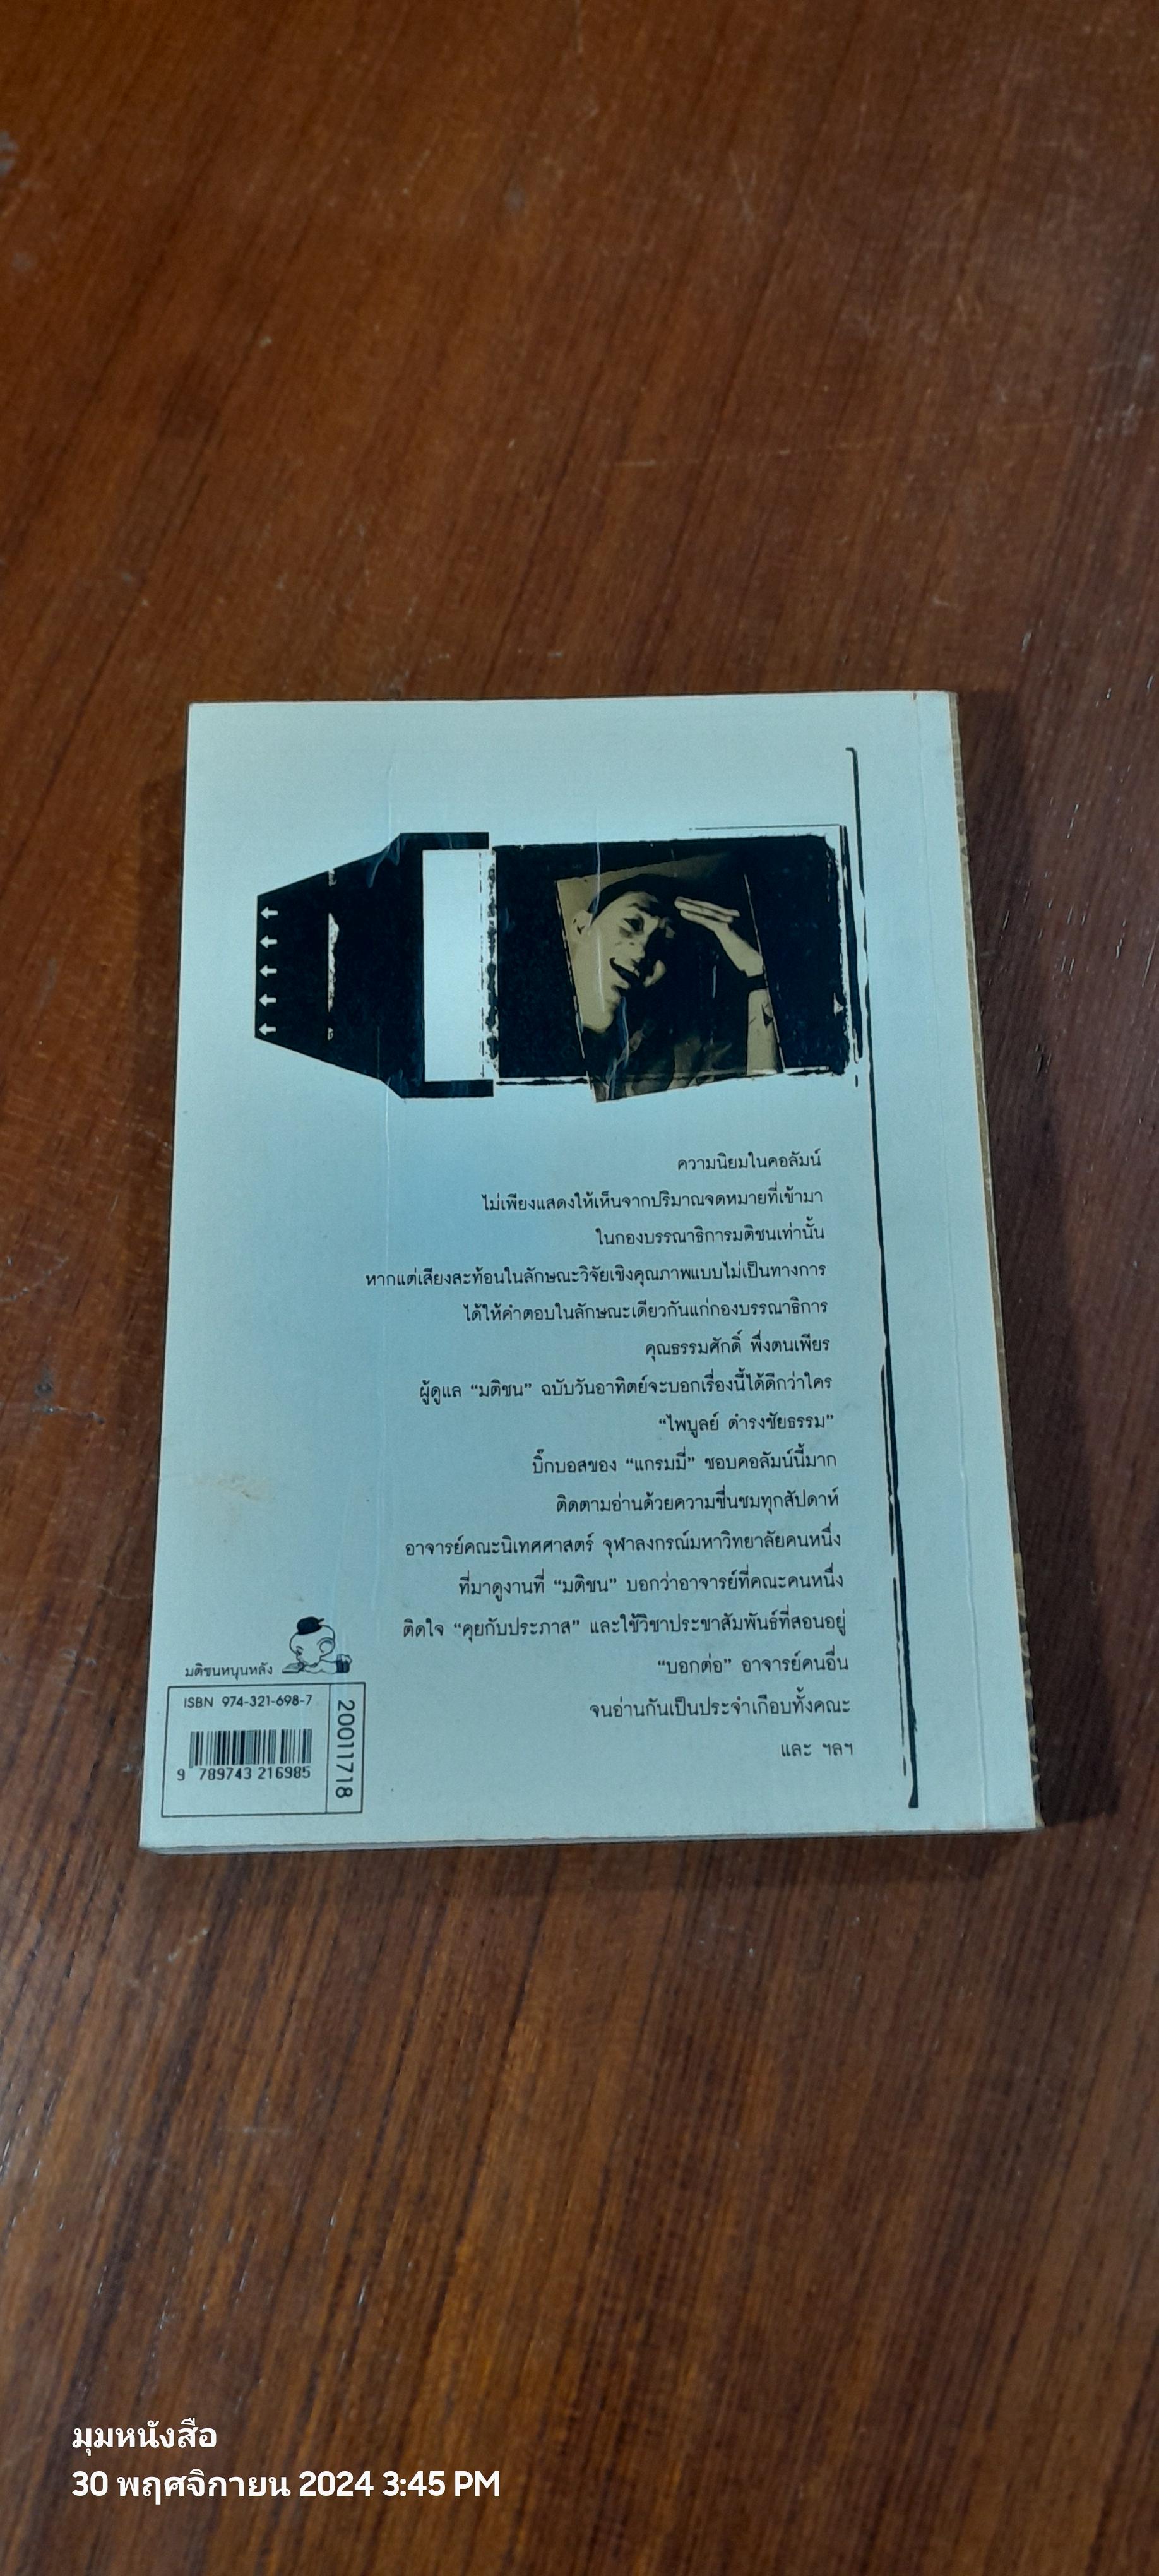 ความนิยมในคอลัมน์
ไม่เพียงแสดงให้เห็นจากปริมาณจดหมายที่เข้ามา
ในกองบรรณาธิการมติชนเท่านั้น
หากแต่เสียงสะท้อนในลักษณะวิจัยเชิงคุณภาพแบบไม่เป็นทางการ
ได้ให้คำตอบในลักษณะเดียวกันแก่กองบรรณาธิการ
คุณธรรมศักดิ์ พึ่งตนเพียร
ผู้ดูแล “มติชน” ฉบับวันอาทิตย์จะบอกเรื่องนี้ได้ดีกว่าใคร
“ไพบูลย์ ดำรงชัยธรรม”
บิ๊กบอสของ “แกรมมี่” ชอบคอลัมน์นี้มาก
ติดตามอ่านด้วยความชื่นชมทุกสัปดาห์
อาจารย์คณะนิเทศศาสตร์ จุฬาลงกรณ์มหาวิทยาลัยคนหนึ่ง
ที่มาดูงานที่ “มติชน” บอกว่าอาจารย์ที่คณะคนหนึ่ง
ติดใจ “คุยกับประภาส” และใช้วิชาประชาสัมพันธ์ที่สอนอยู่
“บอกต่อ” อาจารย์คนอื่น
จนอ่านกันเป็นประจำเกือบทั้งคณะ
และ ฯลฯ
มติชนหนุนหลัง
ISBN 974-321-698-7
9 789743 216985
20011718
มุมหนังสือ
30 พฤศจิกายน 2024 3:45 PM